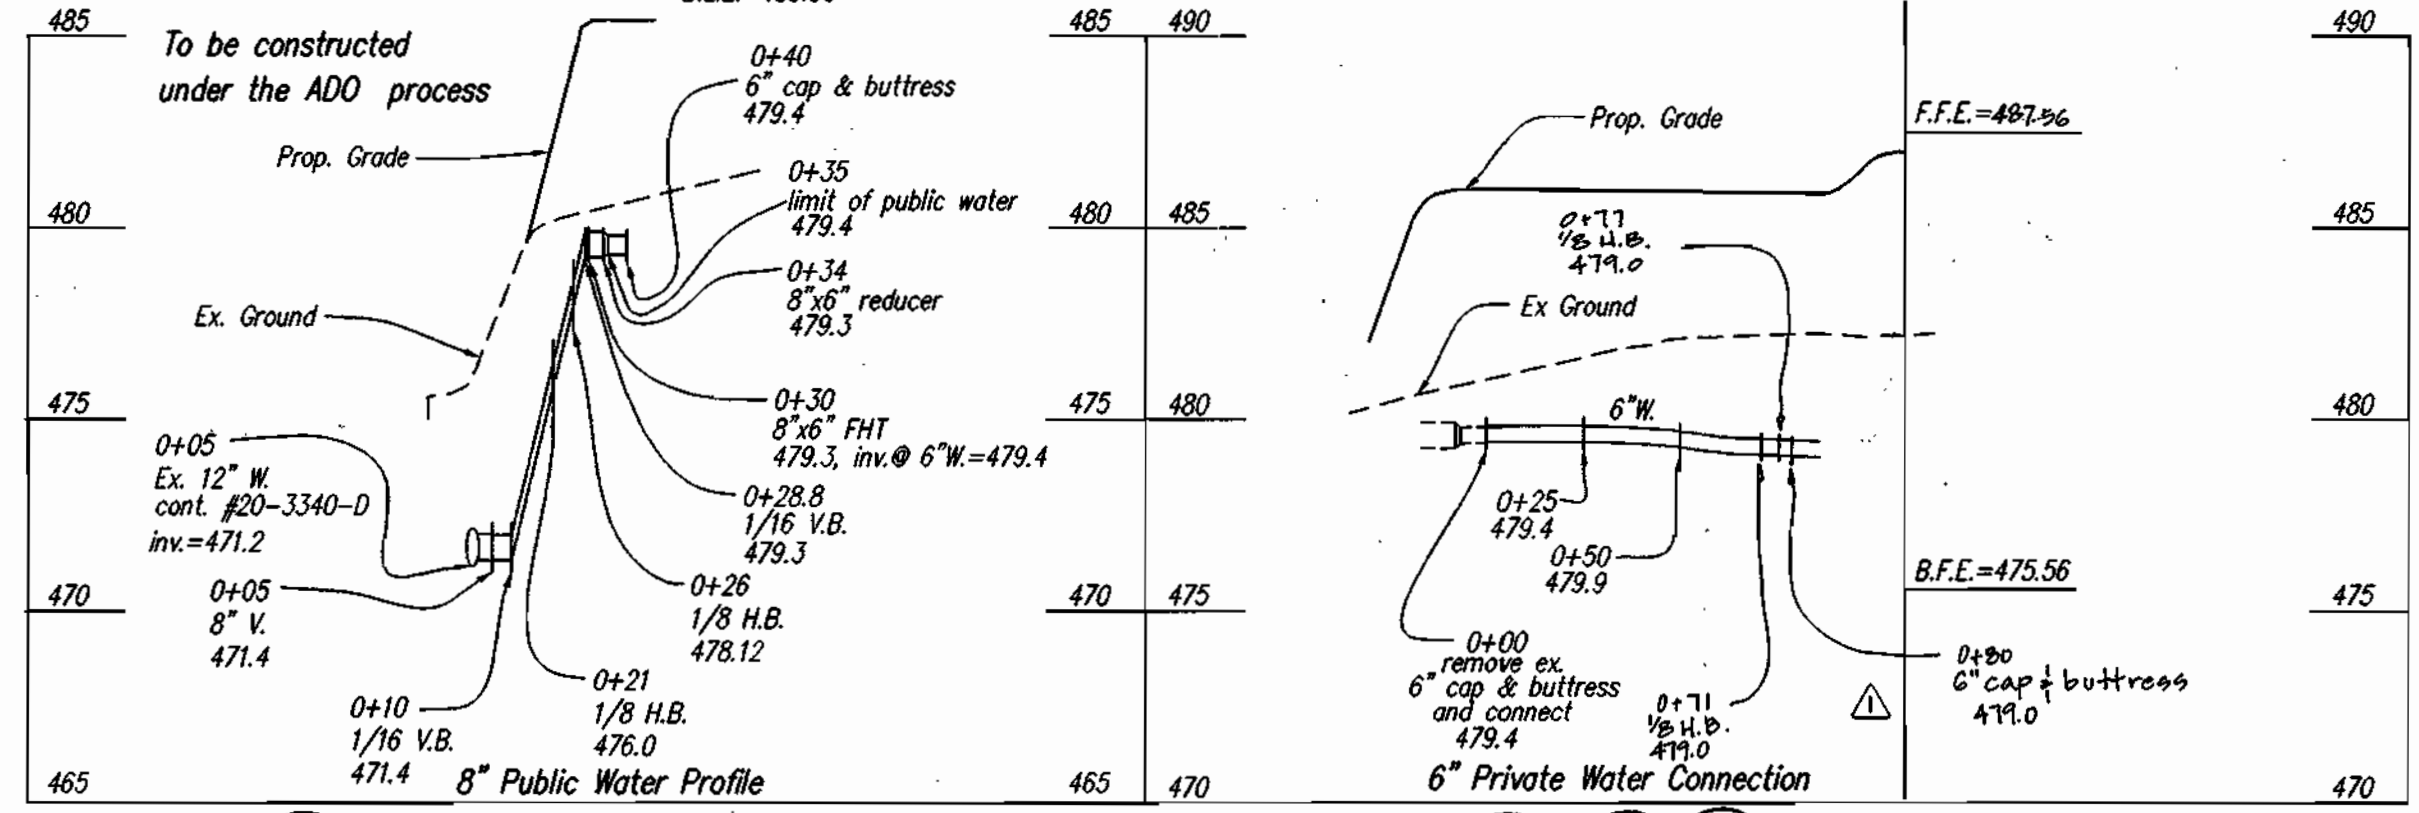 485
To be constructed
under the ADO process
Prop. Grade
480
Ex. Ground
475
0+05
Ex. 12" W.
cont. #20-3340-D
inv.=471.2
470
0+05
8" V.
471.4
0+10
1/16 V.B.
471.4
465
8" Public Water Profile
0+40
6" cap & buttress
479.4
0+35
limit of public water
479.4
0+34
8"x6" reducer
479.3
0+30
8"x6" FHT
479.3, inv.@ 6"W.=479.4
0+28.8
1/16 V.B.
479.3
0+26
1/8 H.B.
478.12
0+21
1/8 H.B.
476.0
485 490
480 485
475 480
470 475
465 470
Prop. Grade
0+77
1/8 H.B.
479.0
Ex Ground
6"W.
0+25
479.4
0+50
479.9
0+00
remove ex.
6" cap & buttress
and connect
479.4
0+71
1/8 H.B.
479.0
6" Private Water Connection
F.F.E.=487.56
B.F.E.=475.56
1
0+80
6" cap & buttress
479.0
490
485
480
475
470